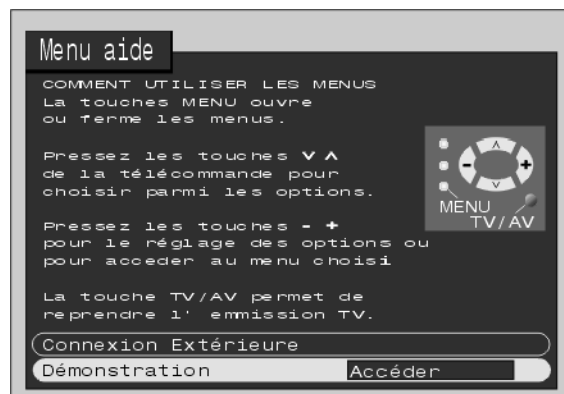 Menu aide
COMMENT UTILISER LES MENUS
La touches MENU ouvre
ou ferme les menus.
Pressez les touches V Λ
de la télécommande pour
choisir parmi les options.
Pressez les touches - +
pour le réglage des options ou
pour acceder au menu choisi
La touche TV/AV permet de
reprendre l' emmission TV.
Λ
- +
V
MENU
TV/AV
Connexion Extérieure
Démonstration Accéder